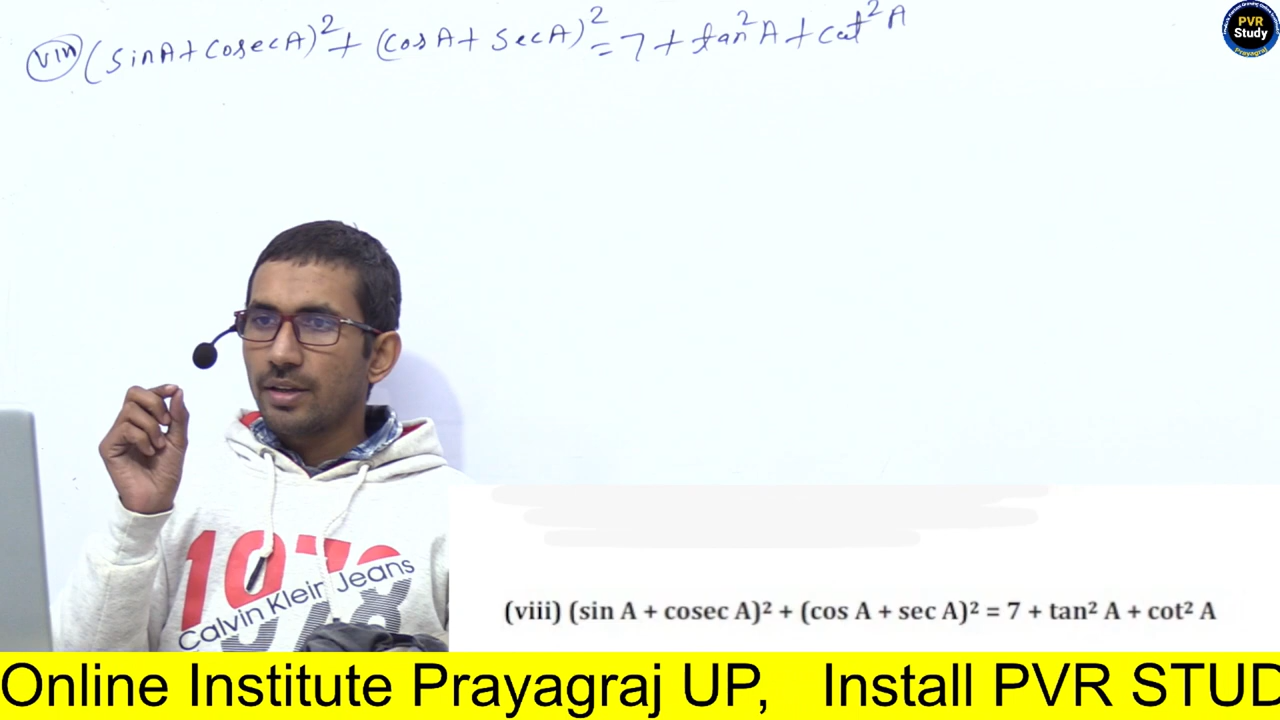 (viii) (sinA + cosecA)² + (cosA + secA)² = 7 + tan²A + cot²A
PVR
Study
Prayagraj
Calvin Klein Jeans
(viii) (sin A + cosec A)² + (cos A + sec A)² = 7 + tan² A + cot² A
Online Institute Prayagraj UP, Install PVR STUD